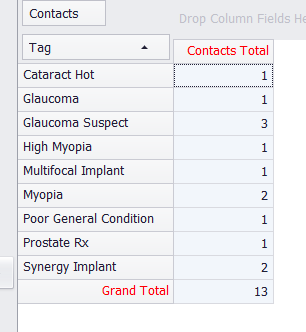 Contacts
Drop Column Fields He
Tag Contacts Total
Cataract Hot 1
Glaucoma 1
Glaucoma Suspect 3
High Myopia 1
Multifocal Implant 1
Myopia 2
Poor General Condition 1
Prostate Rx 1
Synergy Implant 2
Grand Total 13